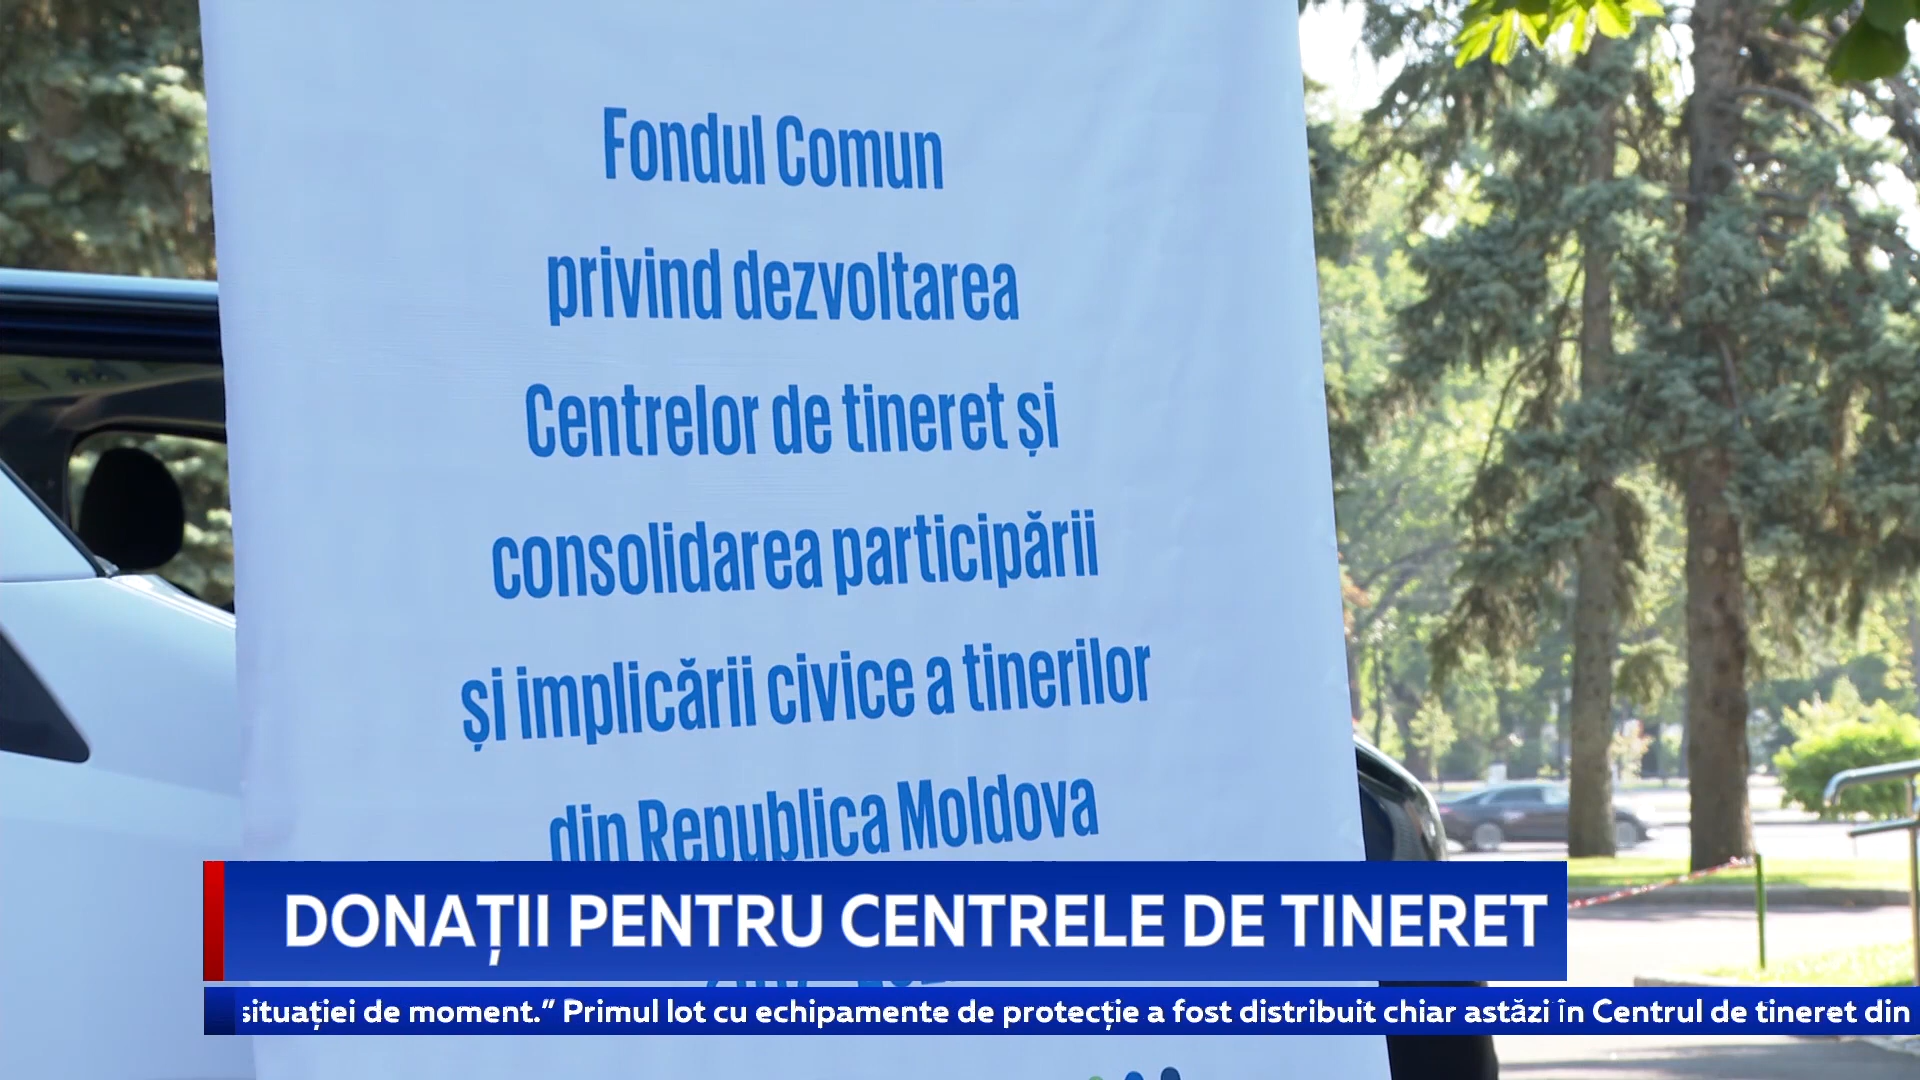 Fondul Comun
privind dezvoltarea
Centrelor de tineret și
consolidarea participării
și implicării civice a tinerilor
din Republica Moldova
DONAȚII PENTRU CENTRELE DE TINERET
situației de moment.” Primul lot cu echipamente de protecție a fost distribuit chiar astăzi în Centrul de tineret din